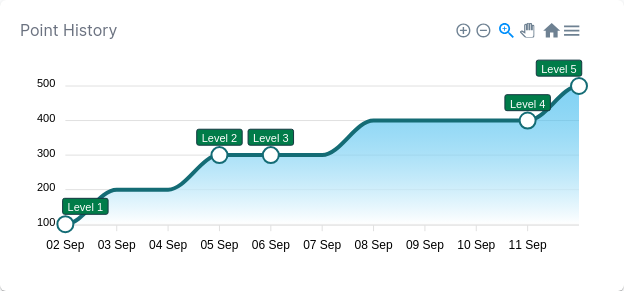 Point History
Level 5
500
Level 4
400
Level 2 Level 3
300
200
Level 1
100
02 Sep 03 Sep 04 Sep 05 Sep 06 Sep 07 Sep 08 Sep 09 Sep 10 Sep 11 Sep